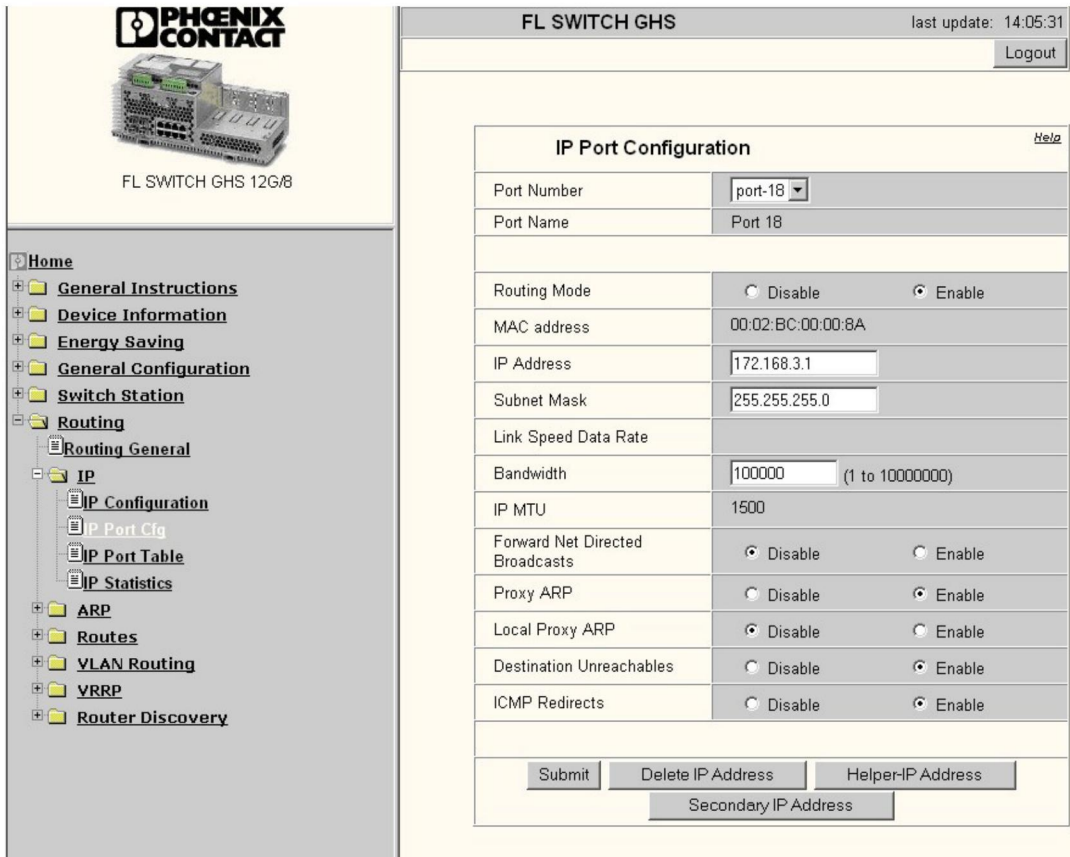 PHŒNIX
CONTACT
FL SWITCH GHS 12G/8
Home
General Instructions
Device Information
Energy Saving
General Configuration
Switch Station
Routing
Routing General
IP
IP Configuration
IP Port Cfg
IP Port Table
IP Statistics
ARP
Routes
VLAN Routing
VRRP
Router Discovery
FL SWITCH GHS last update: 14:05:31
Logout
IP Port Configuration Help
Port Number port-18
Port Name Port 18
Routing Mode Disable Enable
MAC address 00:02:BC:00:00:8A
IP Address 172.168.3.1
Subnet Mask 255.255.255.0
Link Speed Data Rate
Bandwidth 100000 (1 to 10000000)
IP MTU 1500
Forward Net Directed
Broadcasts Disable Enable
Proxy ARP Disable Enable
Local Proxy ARP Disable Enable
Destination Unreachables Disable Enable
ICMP Redirects Disable Enable
Submit Delete IP Address Helper-IP Address
Secondary IP Address